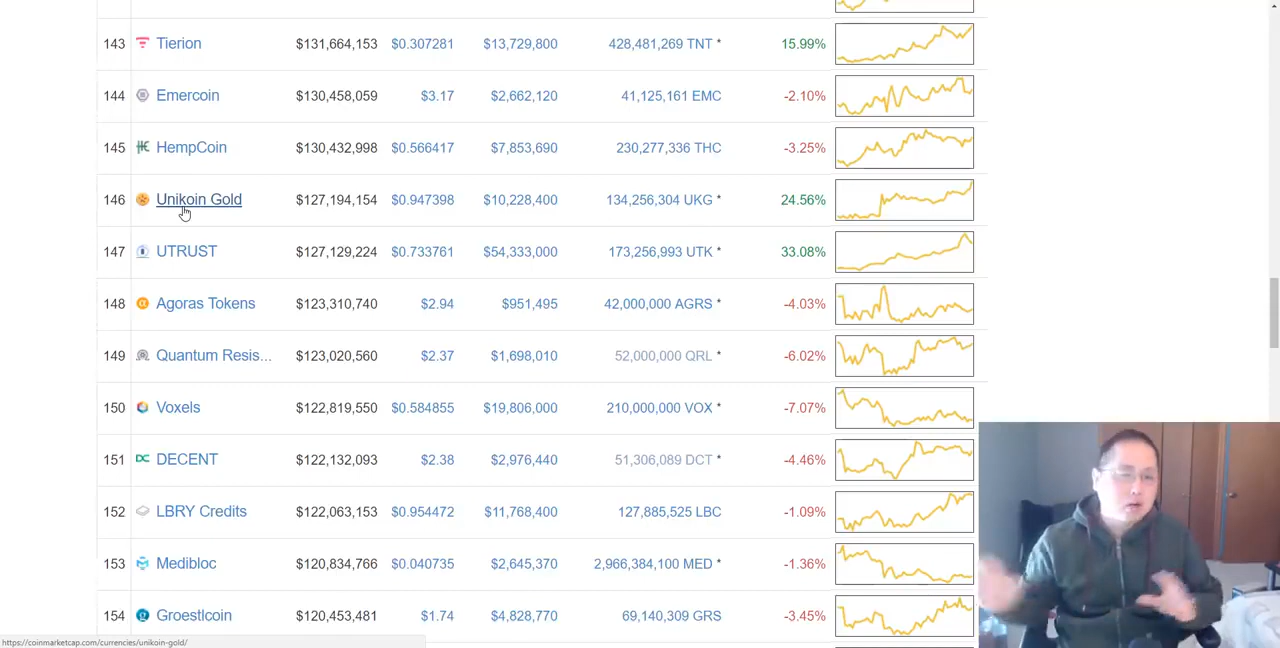 143 Tierion $131,664,153 $0.307281 $13,729,800 428,481,269 TNT * 15.99%
144 Emercoin $130,458,059 $3.17 $2,662,120 41,125,161 EMC -2.10%
145 HempCoin $130,432,998 $0.566417 $7,853,690 230,277,336 THC -3.25%
146 Unikoin Gold $127,194,154 $0.947398 $10,228,400 134,256,304 UKG * 24.56%
147 UTRUST $127,129,224 $0.733761 $54,333,000 173,256,993 UTK * 33.08%
148 Agoras Tokens $123,310,740 $2.94 $951,495 42,000,000 AGRS * -4.03%
149 Quantum Resis... $123,020,560 $2.37 $1,698,010 52,000,000 QRL * -6.02%
150 Voxels $122,819,550 $0.584855 $19,806,000 210,000,000 VOX * -7.07%
151 DC DECENT $122,132,093 $2.38 $2,976,440 51,306,089 DCT * -4.46%
152 LBRY Credits $122,063,153 $0.954472 $11,768,400 127,885,525 LBC -1.09%
153 Medibloc $120,834,766 $0.040735 $2,645,370 2,966,384,100 MED * -1.36%
154 Groestlcoin $120,453,481 $1.74 $4,828,770 69,140,309 GRS -3.45%
https://coinmarketcap.com/currencies/unikoin-gold/